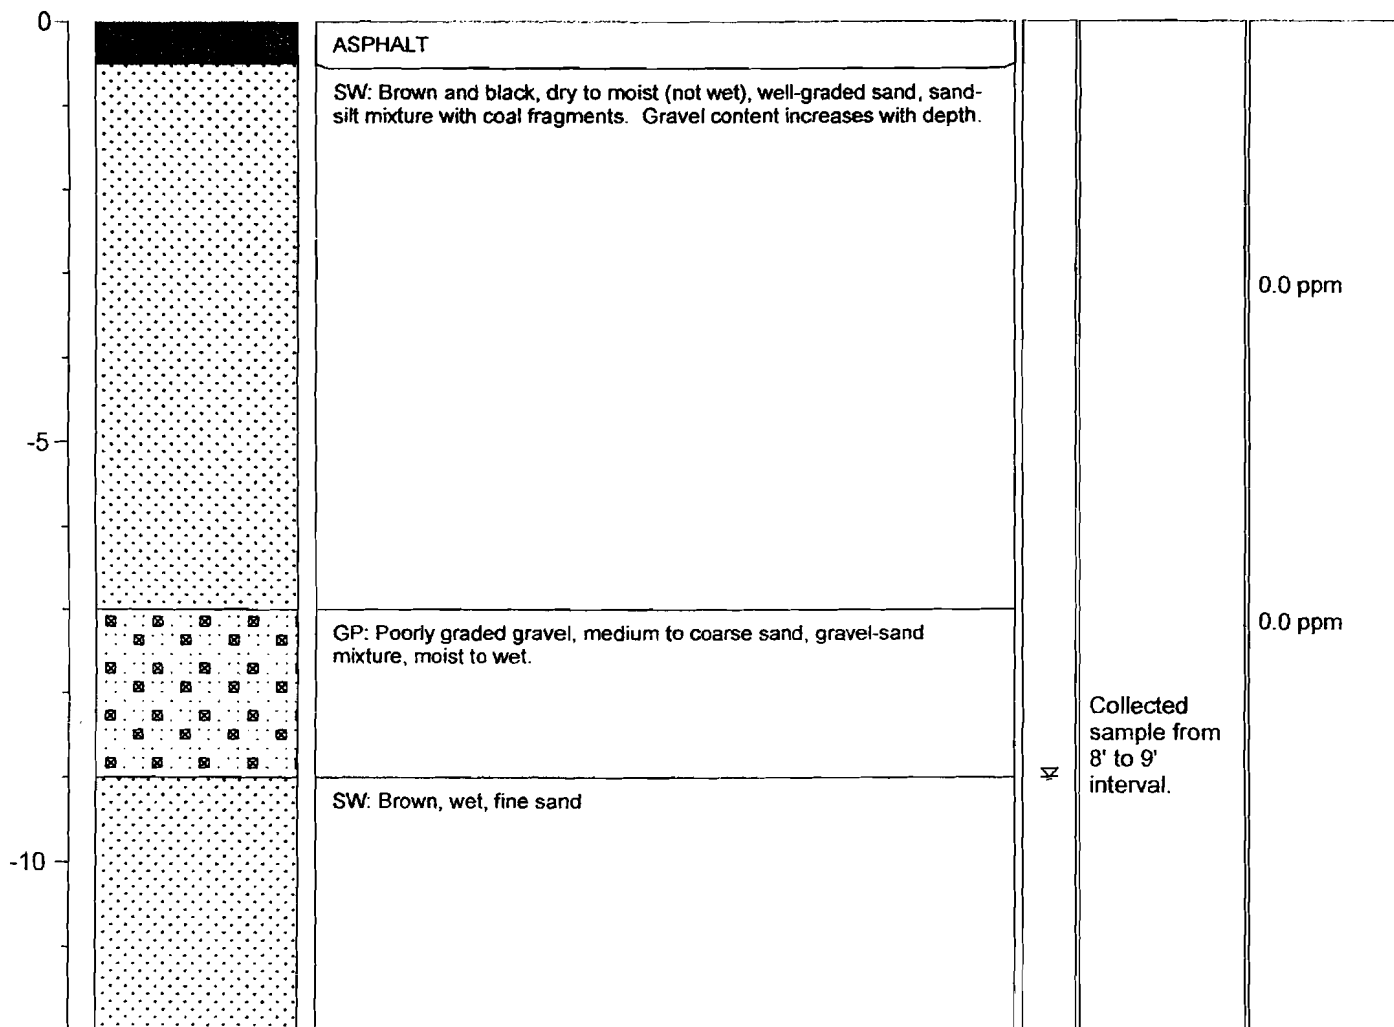 0
ASPHALT
SW: Brown and black, dry to moist (not wet), well-graded sand, sand-
silt mixture with coal fragments. Gravel content increases with depth.
0.0 ppm
-5
GP: Poorly graded gravel, medium to coarse sand, gravel-sand
mixture, moist to wet.
0.0 ppm
Collected
sample from
8' to 9'
interval.
SW: Brown, wet, fine sand
-10